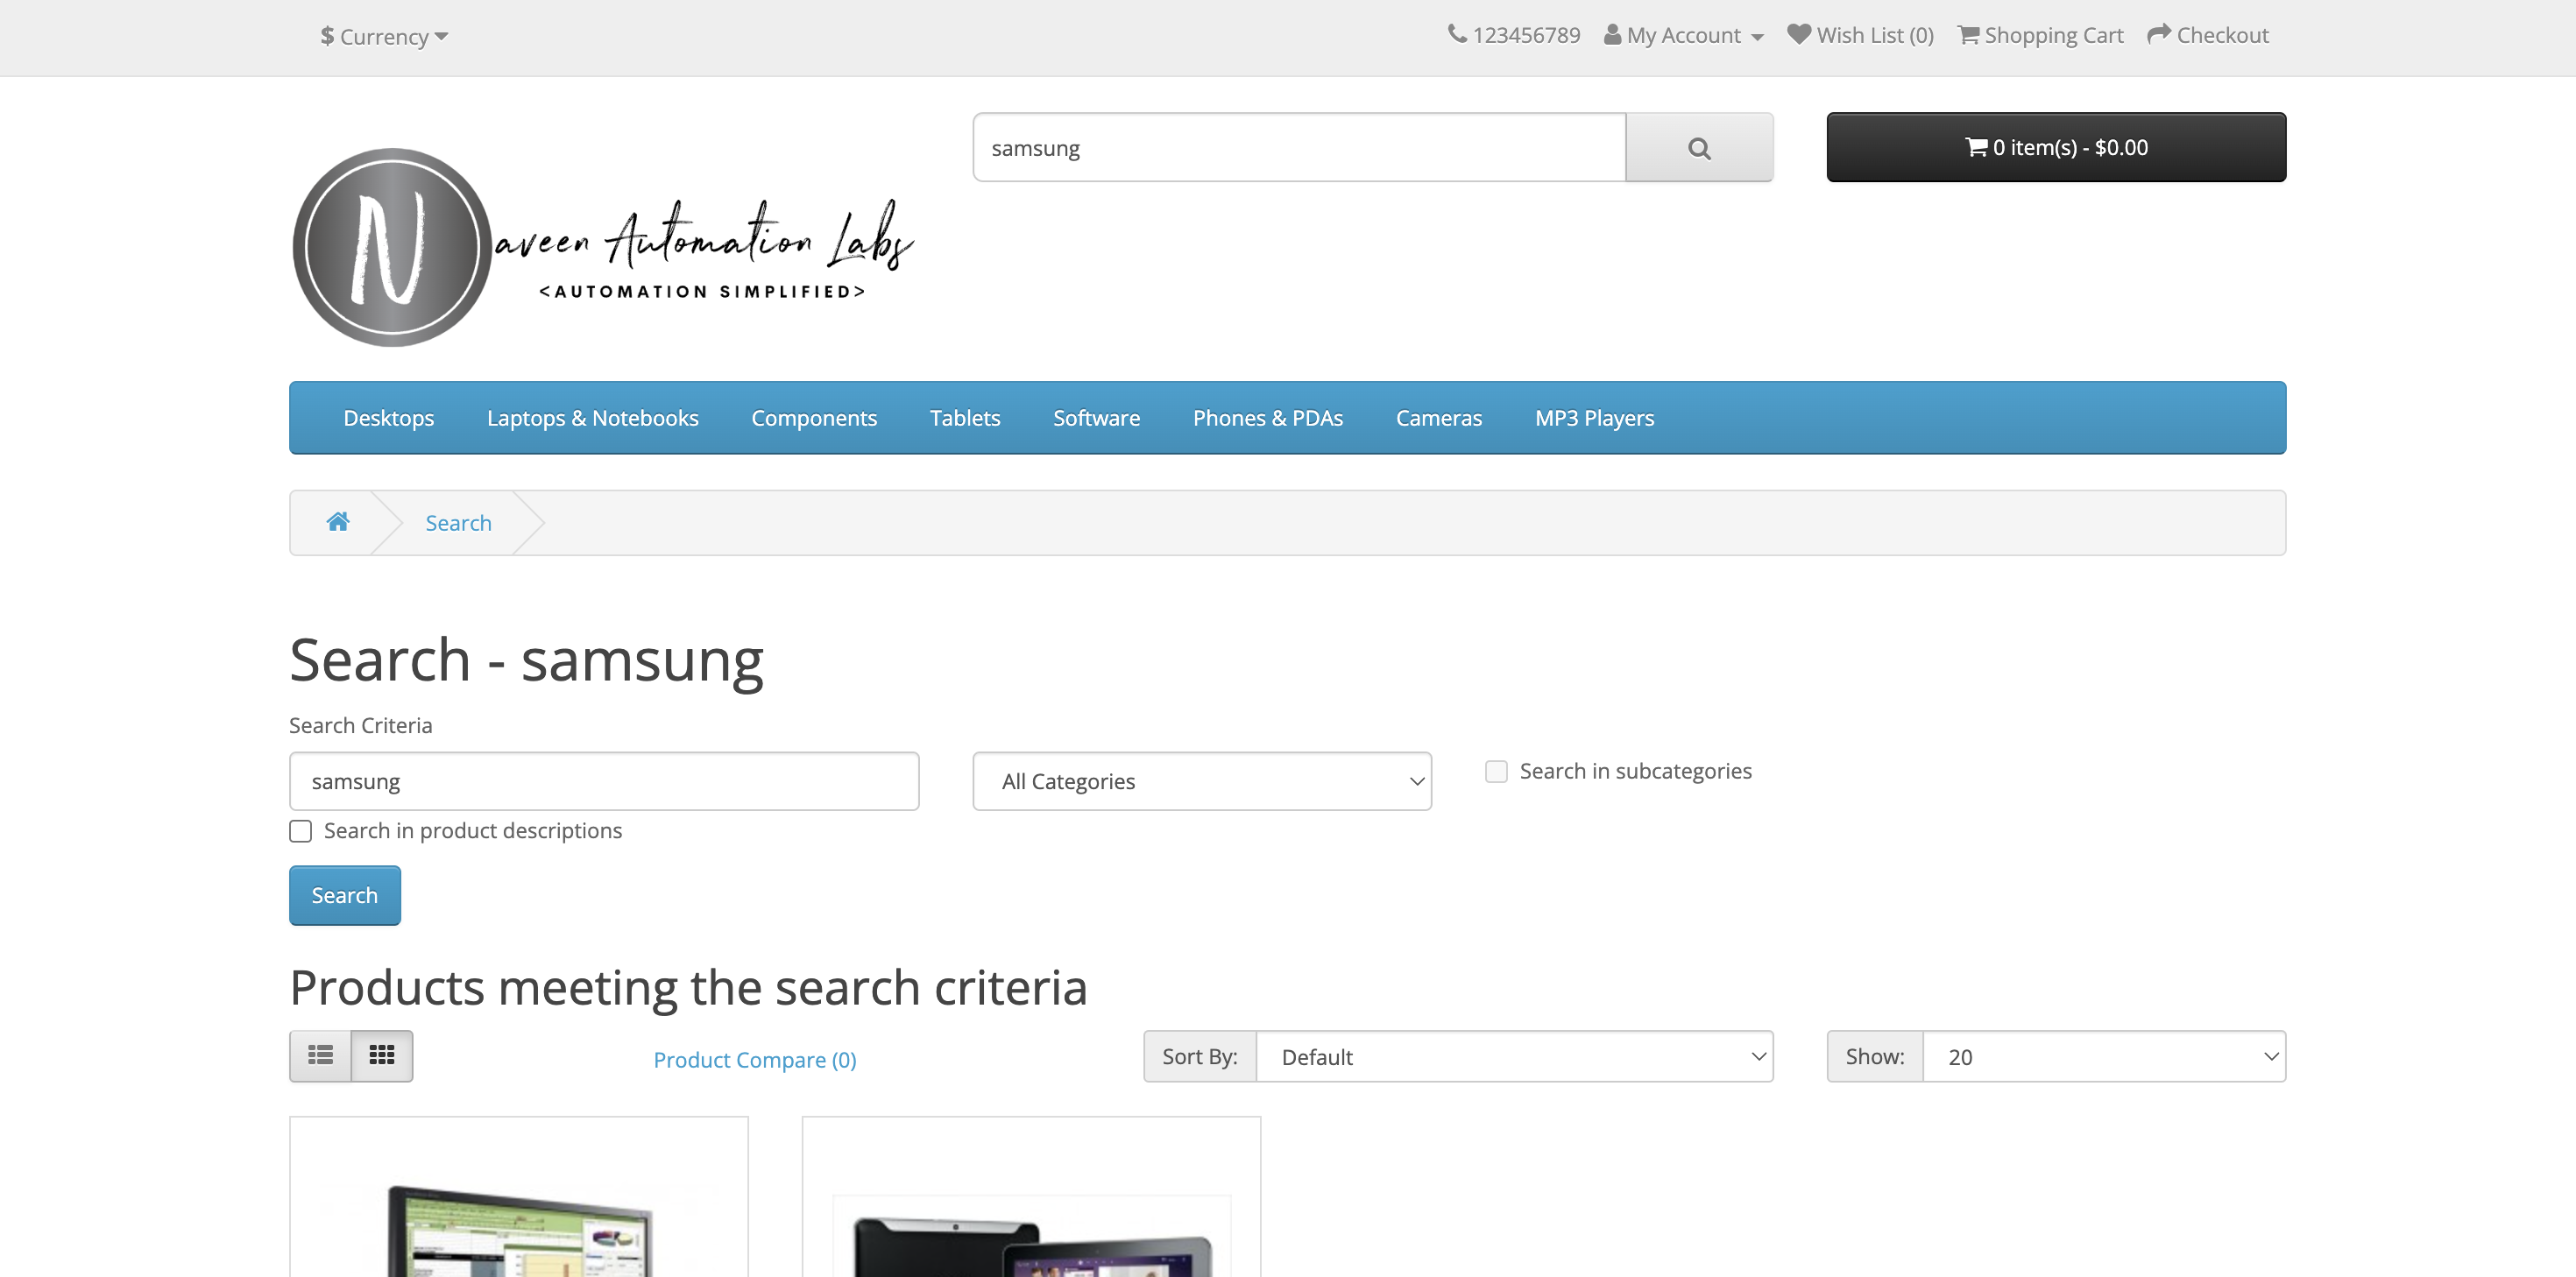 $ Currency
123456789 My Account Wish List (0) Shopping Cart Checkout
samsung
0 item(s) - $0.00
Naveen Automation Labs
<AUTOMATION SIMPLIFIED>
Desktops Laptops & Notebooks Components Tablets Software Phones & PDAs Cameras MP3 Players
Search
Search - samsung
Search Criteria
samsung
All Categories
Search in subcategories
Search in product descriptions
Search
Products meeting the search criteria
Product Compare (0)
Sort By: Default
Show: 20